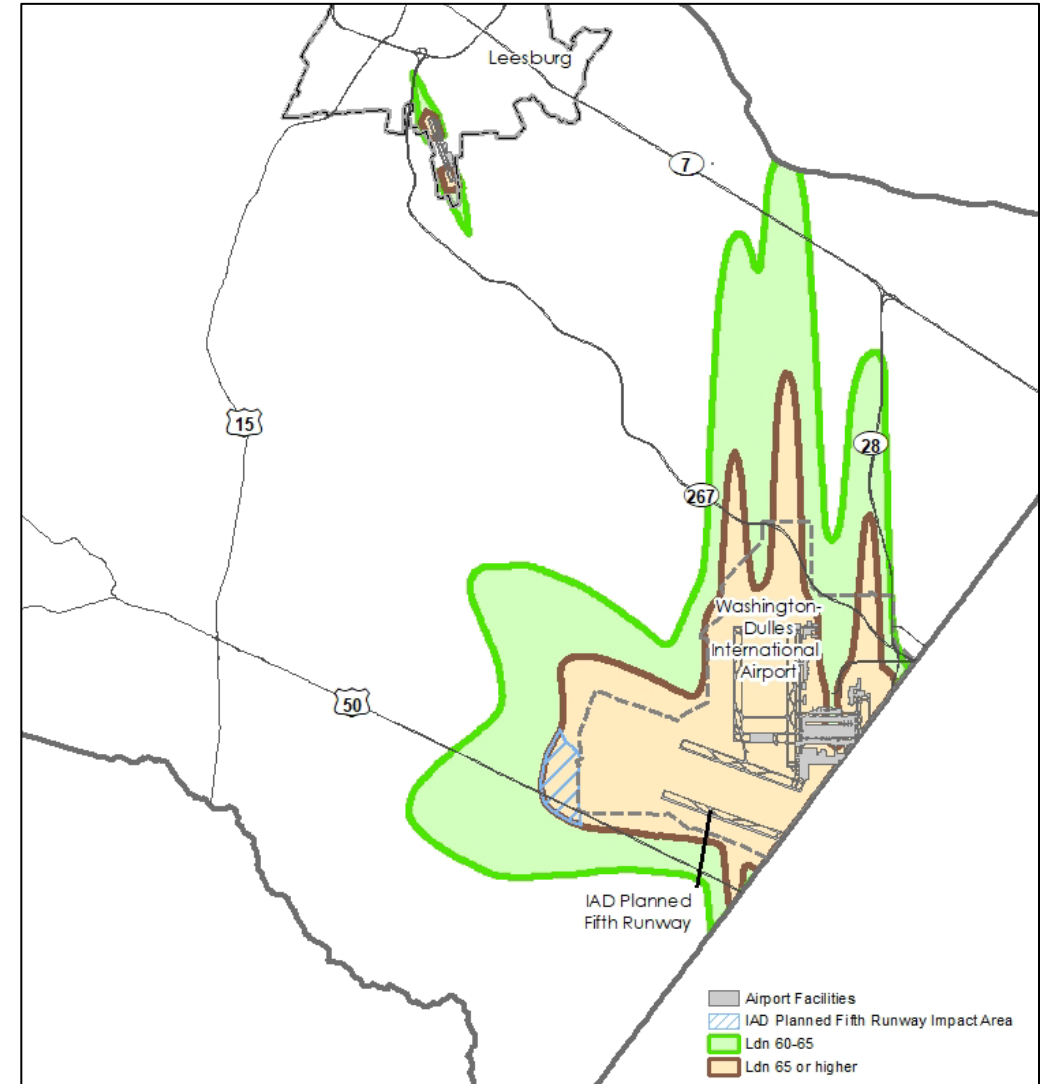 Leesburg
7
15
28
267
Washington-
Dulles
International
Airport
50
IAD Planned
Fifth Runway
Airport Facilities
IAD Planned Fifth Runway Impact Area
Ldn 60-65
Ldn 65 or higher